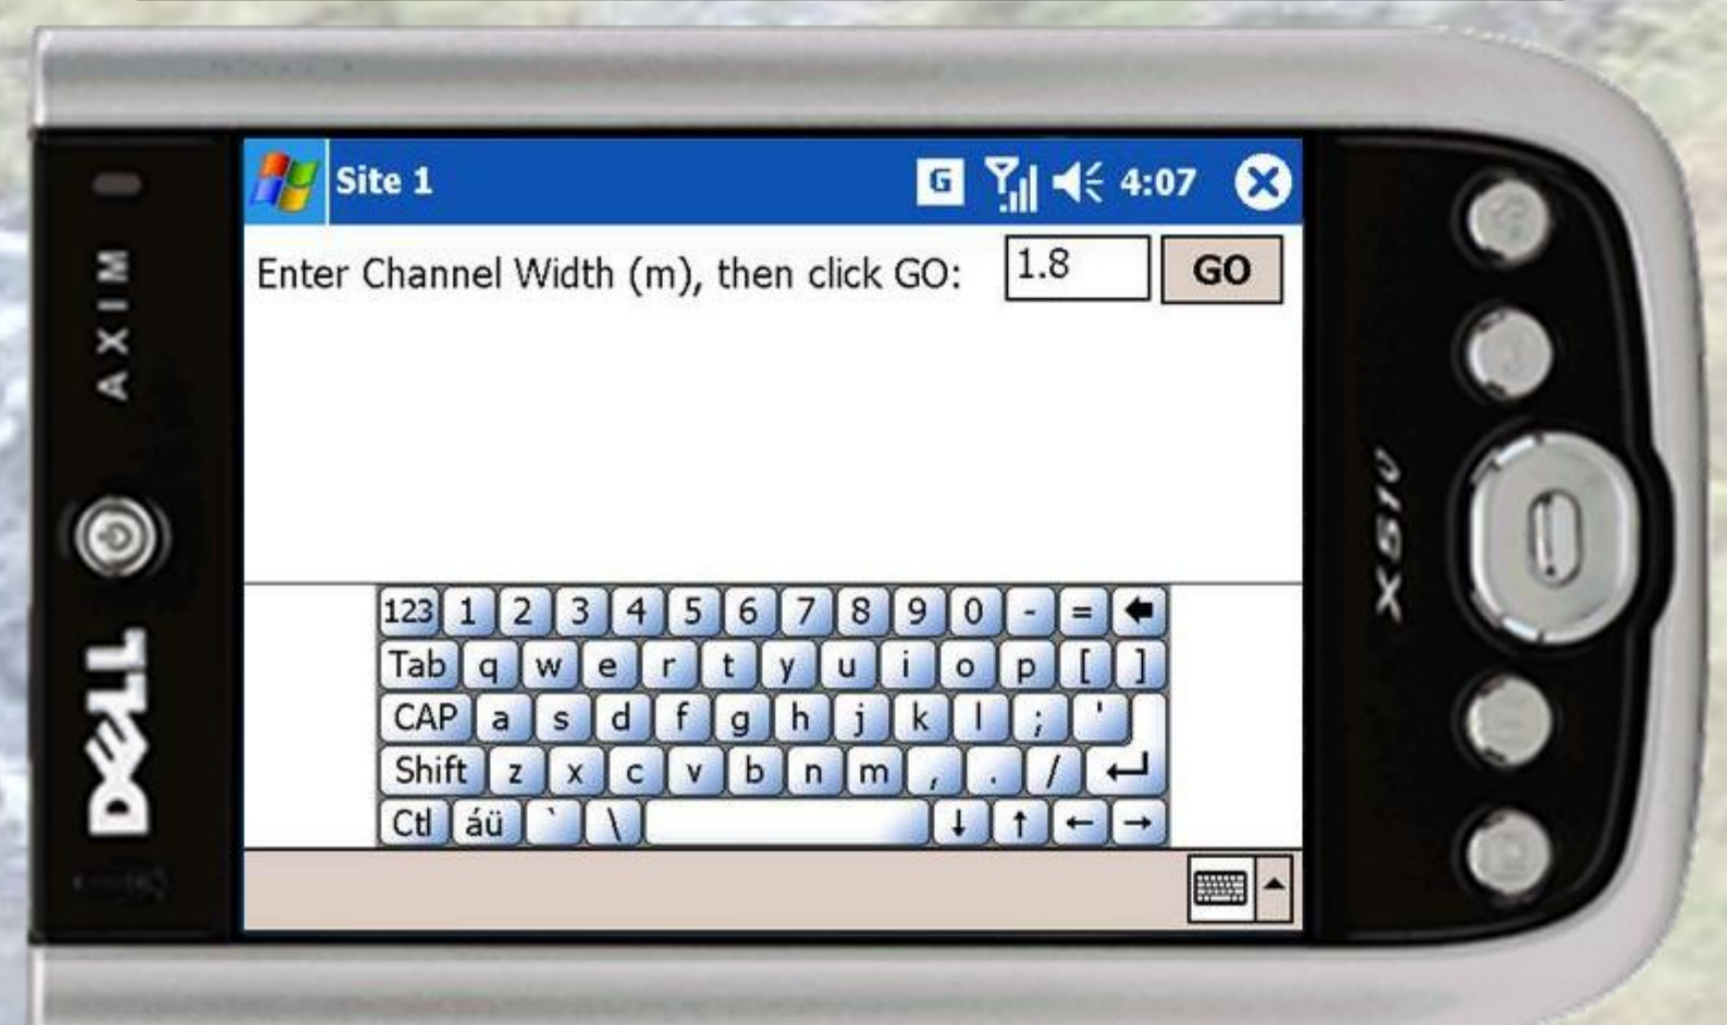 Site 1 G 4:07
Enter Channel Width (m), then click GO: 1.8 GO
123 1 2 3 4 5 6 7 8 9 0 - =
Tab q w e r t y u i o p [ ]
CAP a s d f g h j k l ; '
Shift z x c v b n m , . /
Ctl áü ` \
AXIM
DELL
X51v